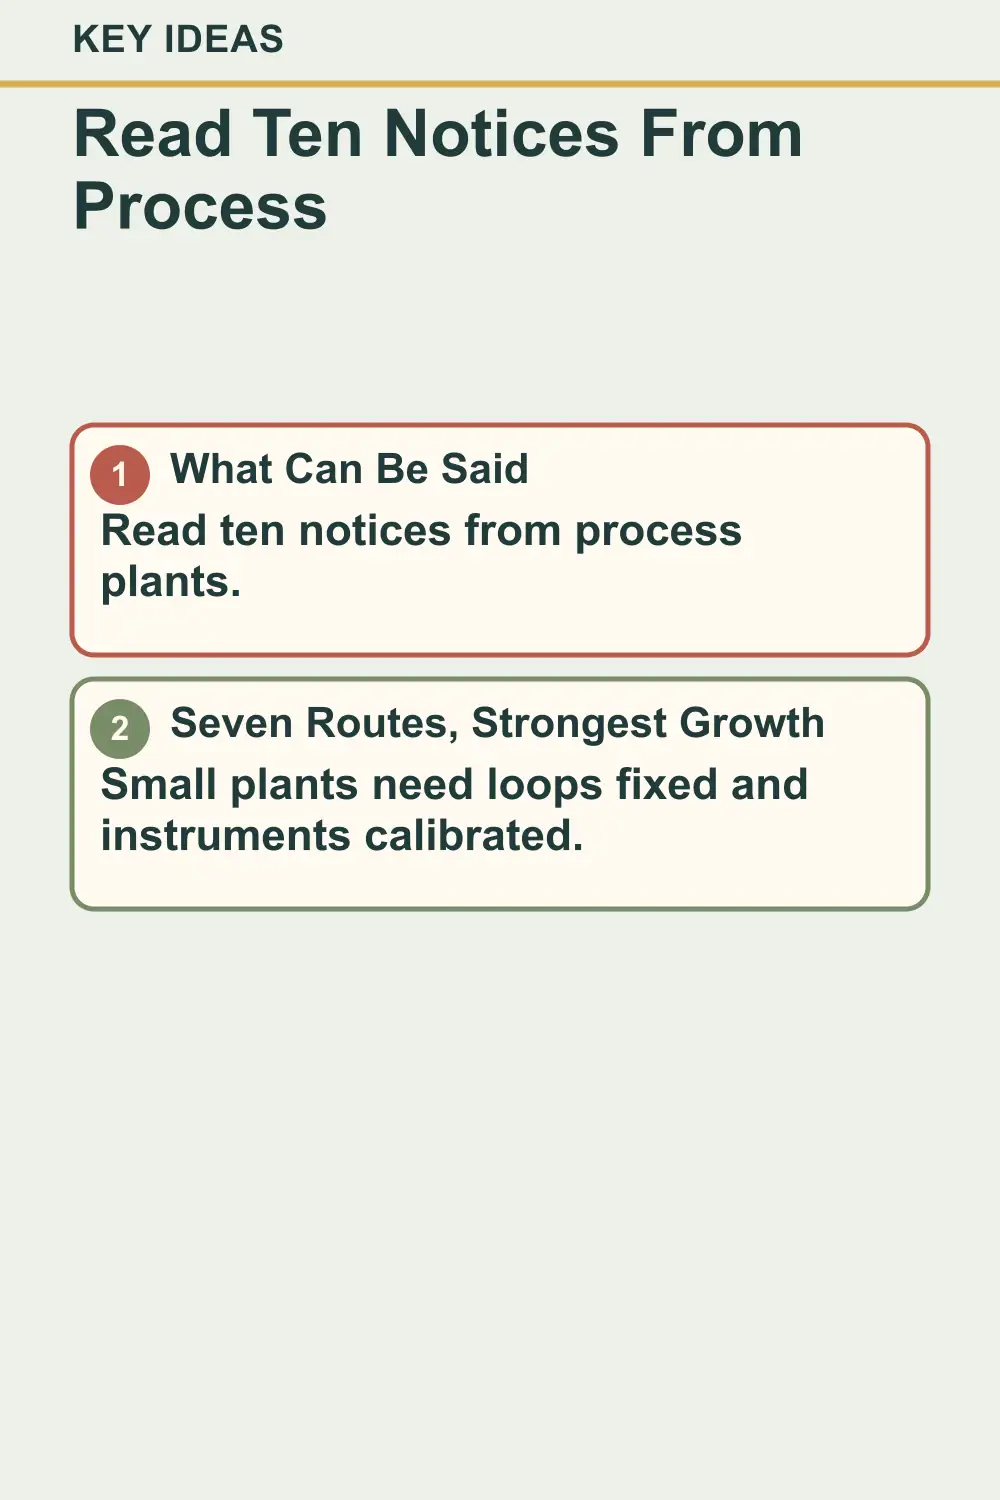 KEY IDEAS
Read Ten Notices From
Process
1 What Can Be Said
Read ten notices from process
plants.
2 Seven Routes, Strongest Growth
Small plants need loops fixed and
instruments calibrated.